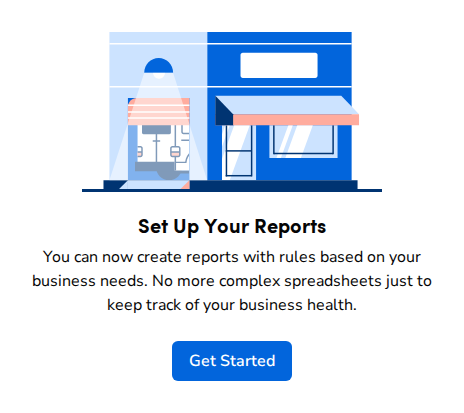 Set Up Your Reports
You can now create reports with rules based on your
business needs. No more complex spreadsheets just to
keep track of your business health.
Get Started